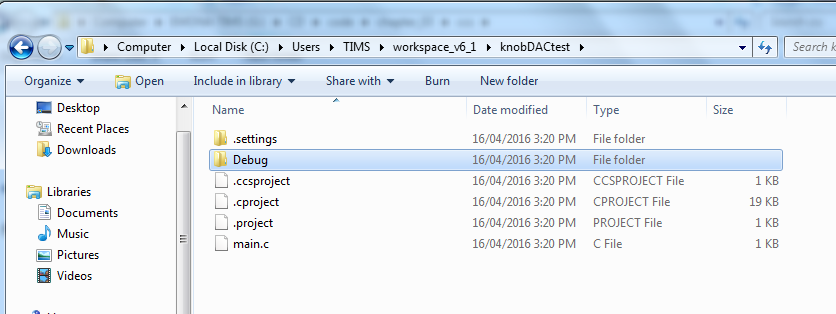 Computer Local Disk (C:) Users TIMS workspace_v6_1 knobDACtest Search k
Organize Open Include in library Share with Burn New folder
Name Date modified Type Size
Desktop
Recent Places
Downloads
Libraries
Documents
Music
Pictures
Videos
.settings 16/04/2016 3:20 PM File folder
Debug 16/04/2016 3:20 PM File folder
.ccsproject 16/04/2016 3:20 PM CCSPROJECT File 1 KB
.cproject 16/04/2016 3:20 PM CPROJECT File 19 KB
.project 16/04/2016 3:20 PM PROJECT File 1 KB
main.c 16/04/2016 3:20 PM C File 1 KB